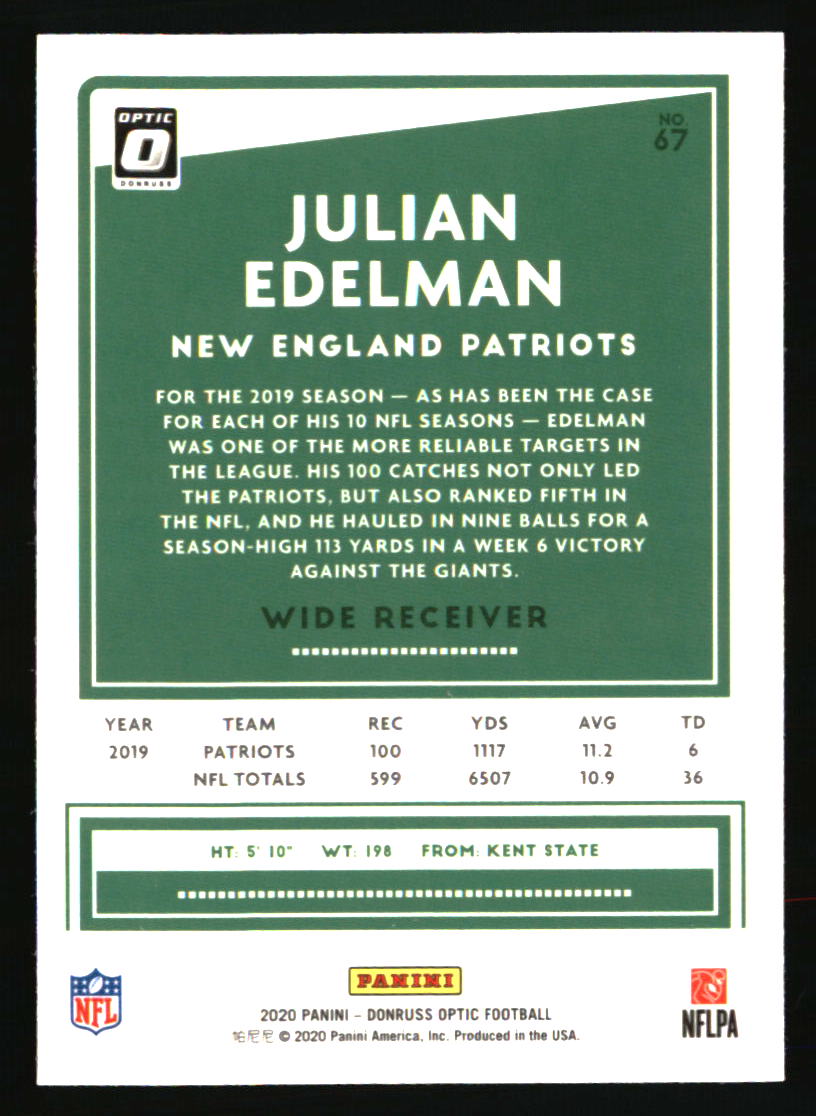 OPTIC
O
DONRUSS
NO.
67
JULIAN
EDELMAN
NEW ENGLAND PATRIOTS
FOR THE 2019 SEASON — AS HAS BEEN THE CASE
FOR EACH OF HIS 10 NFL SEASONS — EDELMAN
WAS ONE OF THE MORE RELIABLE TARGETS IN
THE LEAGUE. HIS 100 CATCHES NOT ONLY LED
THE PATRIOTS, BUT ALSO RANKED FIFTH IN
THE NFL, AND HE HAULED IN NINE BALLS FOR A
SEASON-HIGH 113 YARDS IN A WEEK 6 VICTORY
AGAINST THE GIANTS.
WIDE RECEIVER
YEAR TEAM REC YDS AVG TD
2019 PATRIOTS 100 1117 11.2 6
NFL TOTALS 599 6507 10.9 36
HT: 5' 10" WT: 198 FROM: KENT STATE
NFL
PANINI
NFLPA
2020 PANINI – DONRUSS OPTIC FOOTBALL
帕尼尼 © 2020 Panini America, Inc. Produced in the USA.